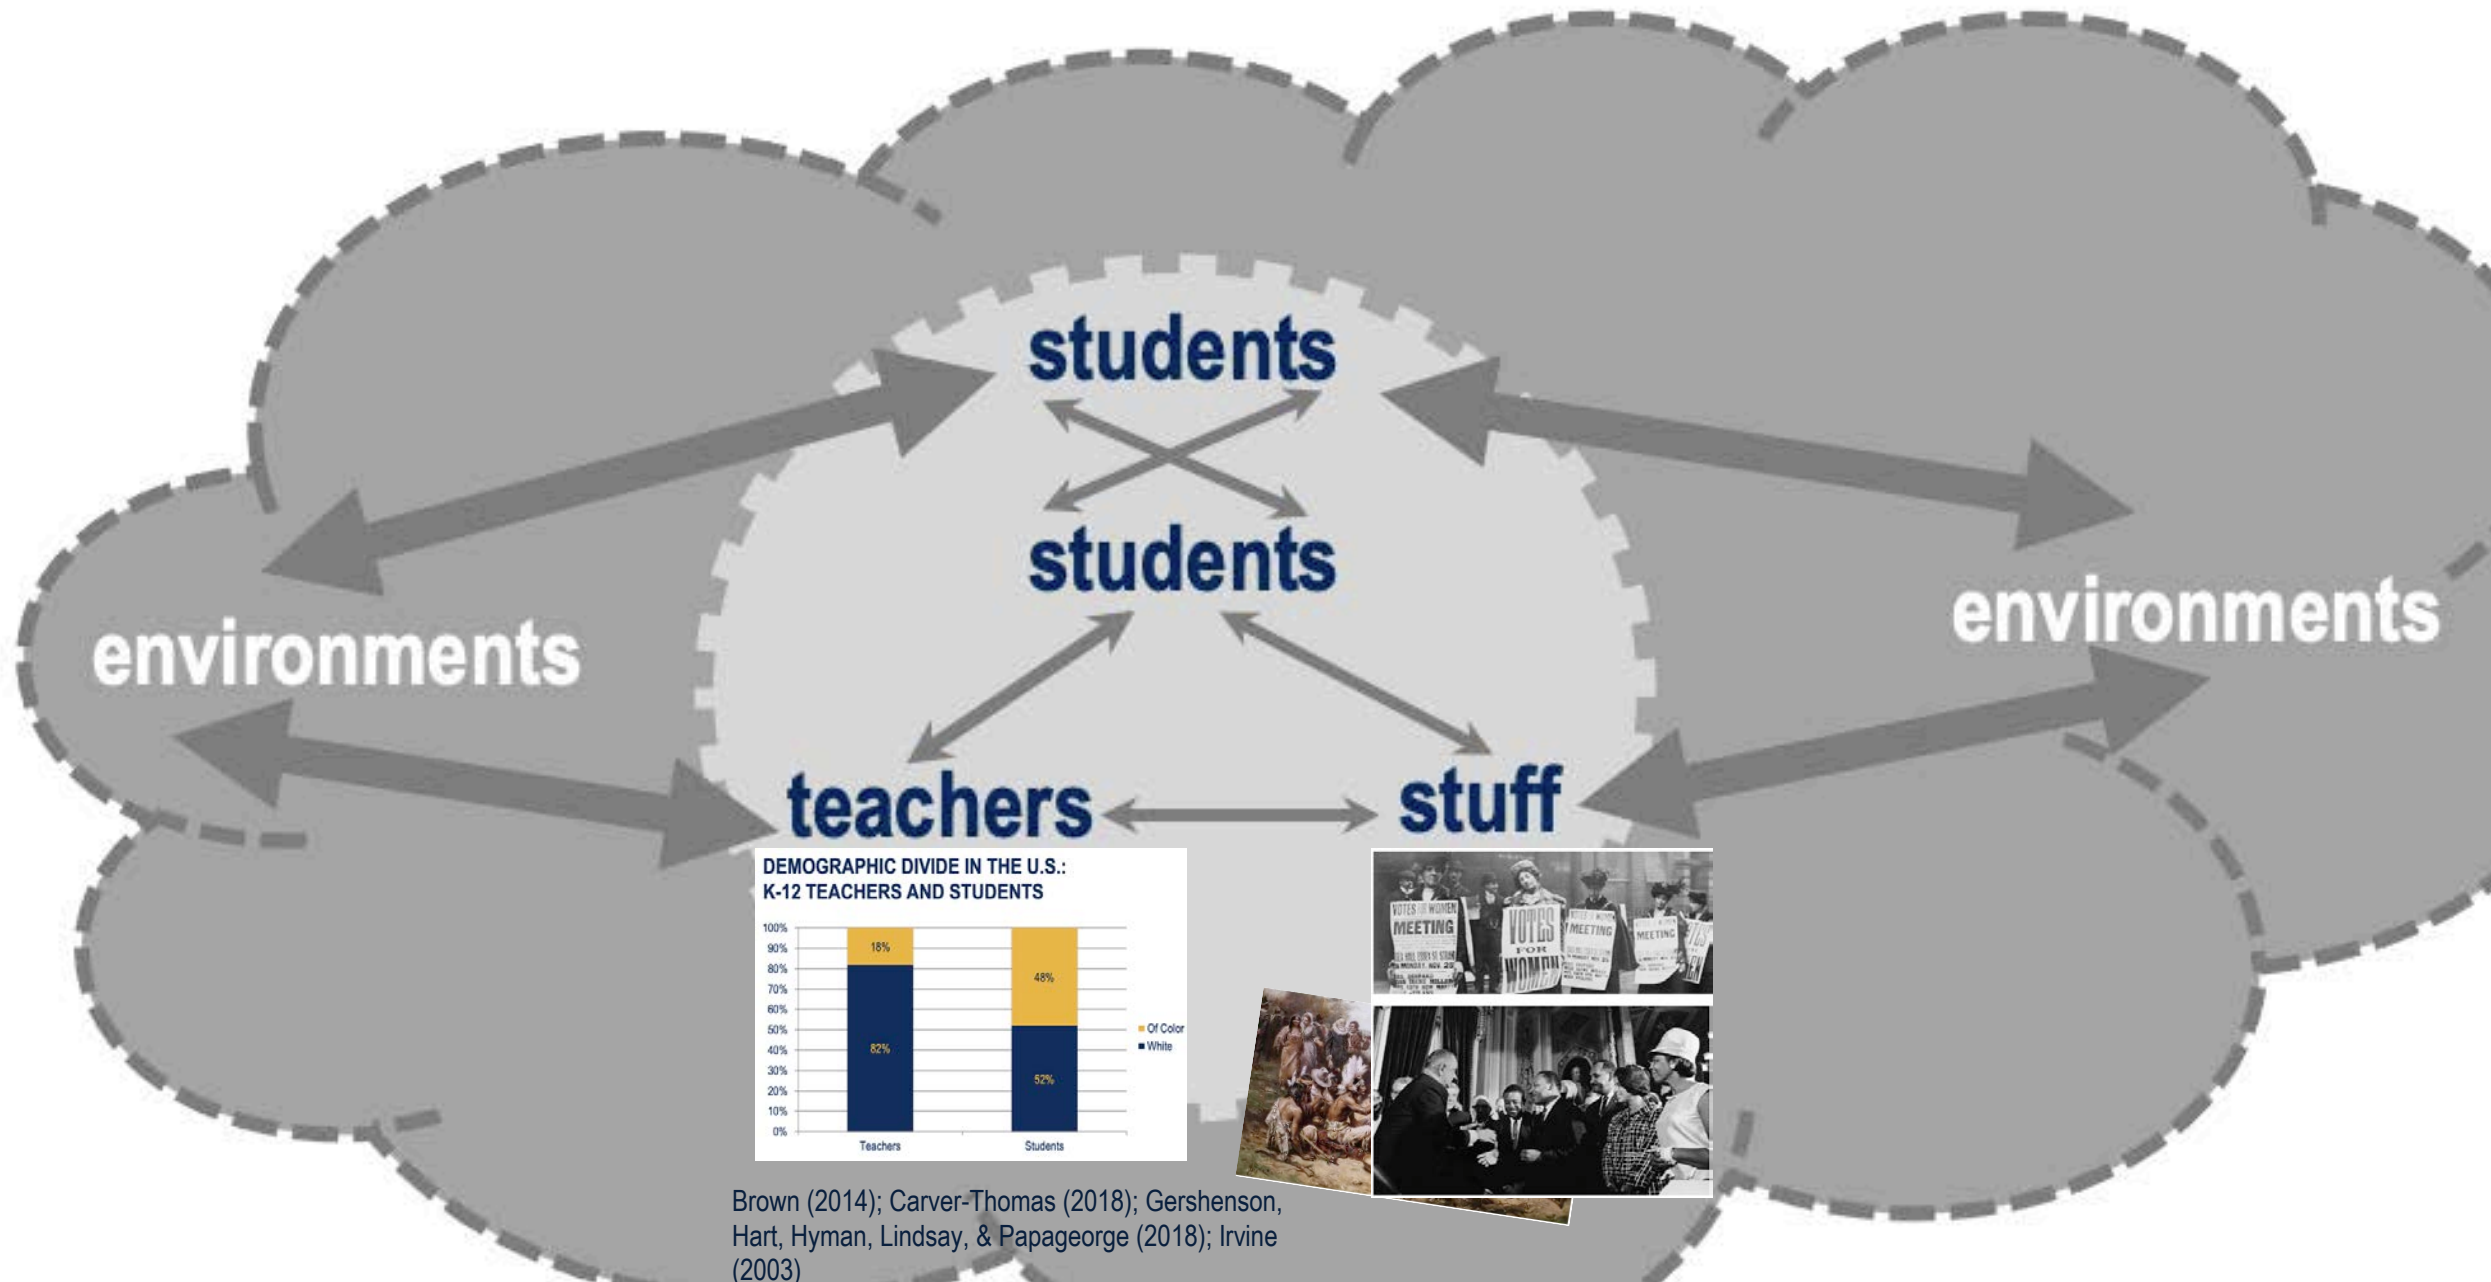 students
students
environments
environments
teachers
stuff
DEMOGRAPHIC DIVIDE IN THE U.S.:
K-12 TEACHERS AND STUDENTS
100%
90%
80%
70%
60%
50%
40%
30%
20%
10%
0%
18%
82%
48%
52%
Of Color
White
Teachers
Students
VOTES FOR WOMEN
MEETING
VOTES
FOR
WOMEN
MEETING
MEETING
Brown (2014); Carver-Thomas (2018); Gershenson,
Hart, Hyman, Lindsay, & Papageorge (2018); Irvine
(2003)